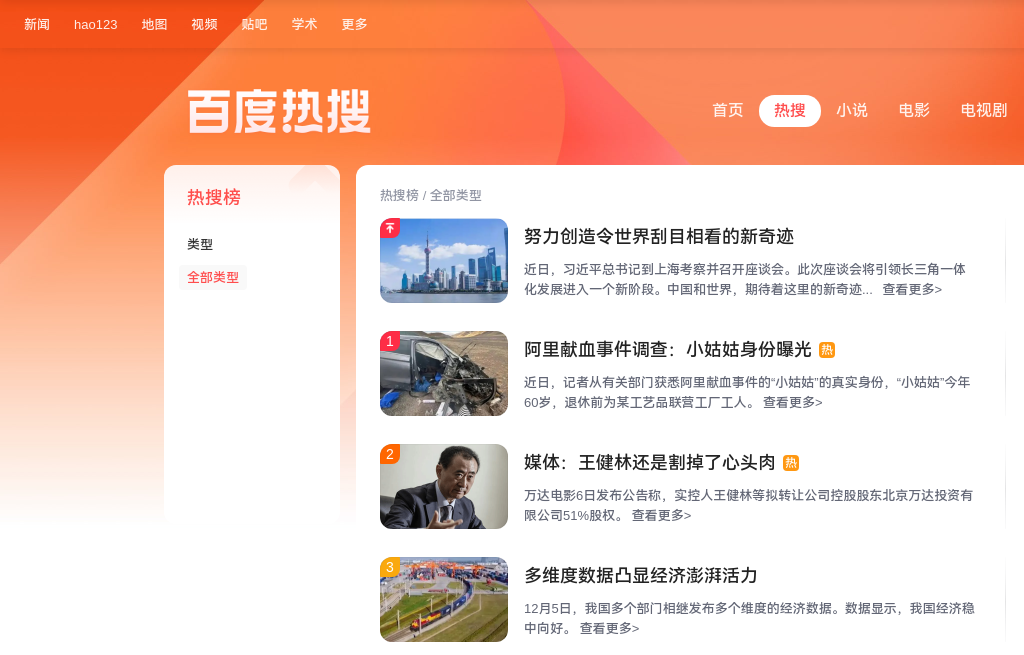 新闻 hao123 地图 视频 贴吧 学术 更多
百度热搜
首页 热搜 小说 电影 电视剧
热搜榜
类型
全部类型
热搜榜 / 全部类型
努力创造令世界刮目相看的新奇迹
近日，习近平总书记到上海考察并召开座谈会。此次座谈会将引领长三角一体
化发展进入一个新阶段。中国和世界，期待着这里的新奇迹... 查看更多>
1
阿里献血事件调查：小姑姑身份曝光 热
近日，记者从有关部门获悉阿里献血事件的“小姑姑”的真实身份，“小姑姑”今年
60岁，退休前为某工艺品联营工厂工人。 查看更多>
2
媒体：王健林还是割掉了心头肉 热
万达电影6日发布公告称，实控人王健林等拟转让公司控股股东北京万达投资有
限公司51%股权。 查看更多>
3
多维度数据凸显经济澎湃活力
12月5日，我国多个部门相继发布多个维度的经济数据。数据显示，我国经济稳
中向好。 查看更多>